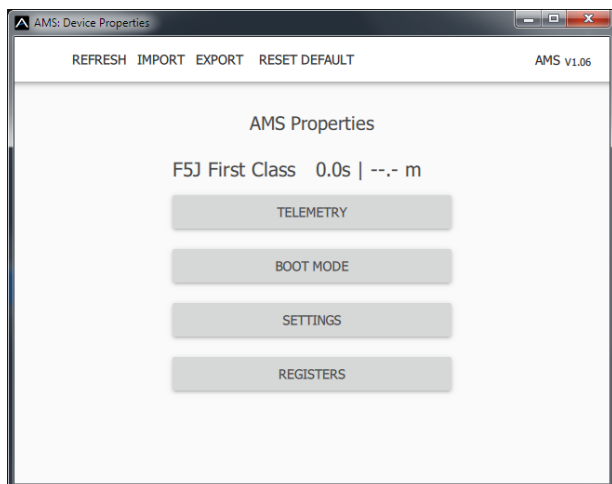 AMS: Device Properties
REFRESH IMPORT EXPORT RESET DEFAULT AMS V1.06
AMS Properties
F5J First Class 0.0s | --.- m
TELEMETRY
BOOT MODE
SETTINGS
REGISTERS